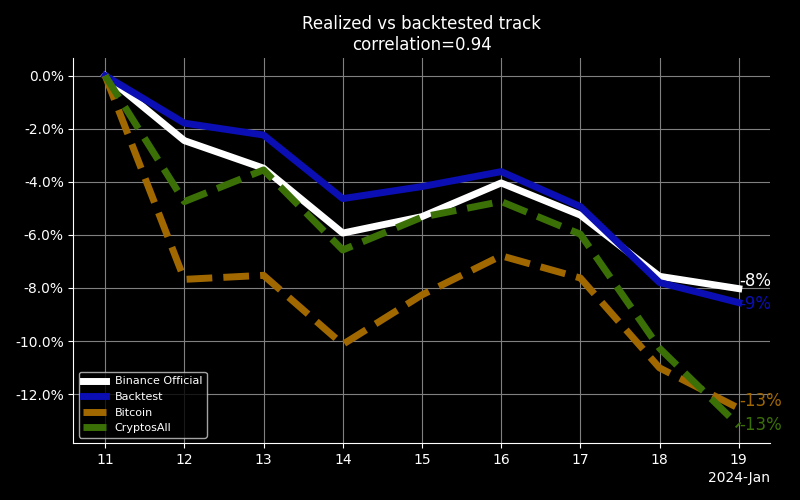 Realized vs backtested track
correlation=0.94
0.0%
-2.0%
-4.0%
-6.0%
-8.0%
-10.0%
-12.0%
-8%
-9%
-13%
-13%
Binance Official
Backtest
Bitcoin
CryptosAll
11 12 13 14 15 16 17 18 19
2024-Jan